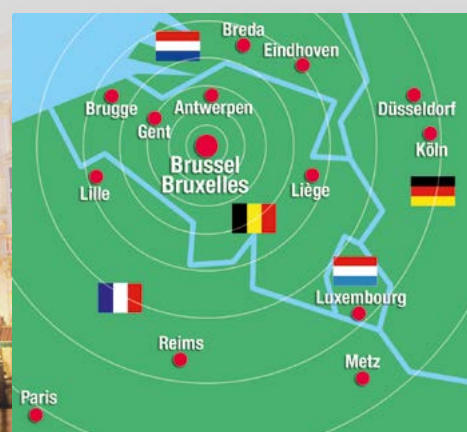 Breda
Eindhoven
Brugge
Antwerpen
Düsseldorf
Gent
Köln
Brussel
Bruxelles
Lille
Liège
Luxembourg
Reims
Metz
Paris